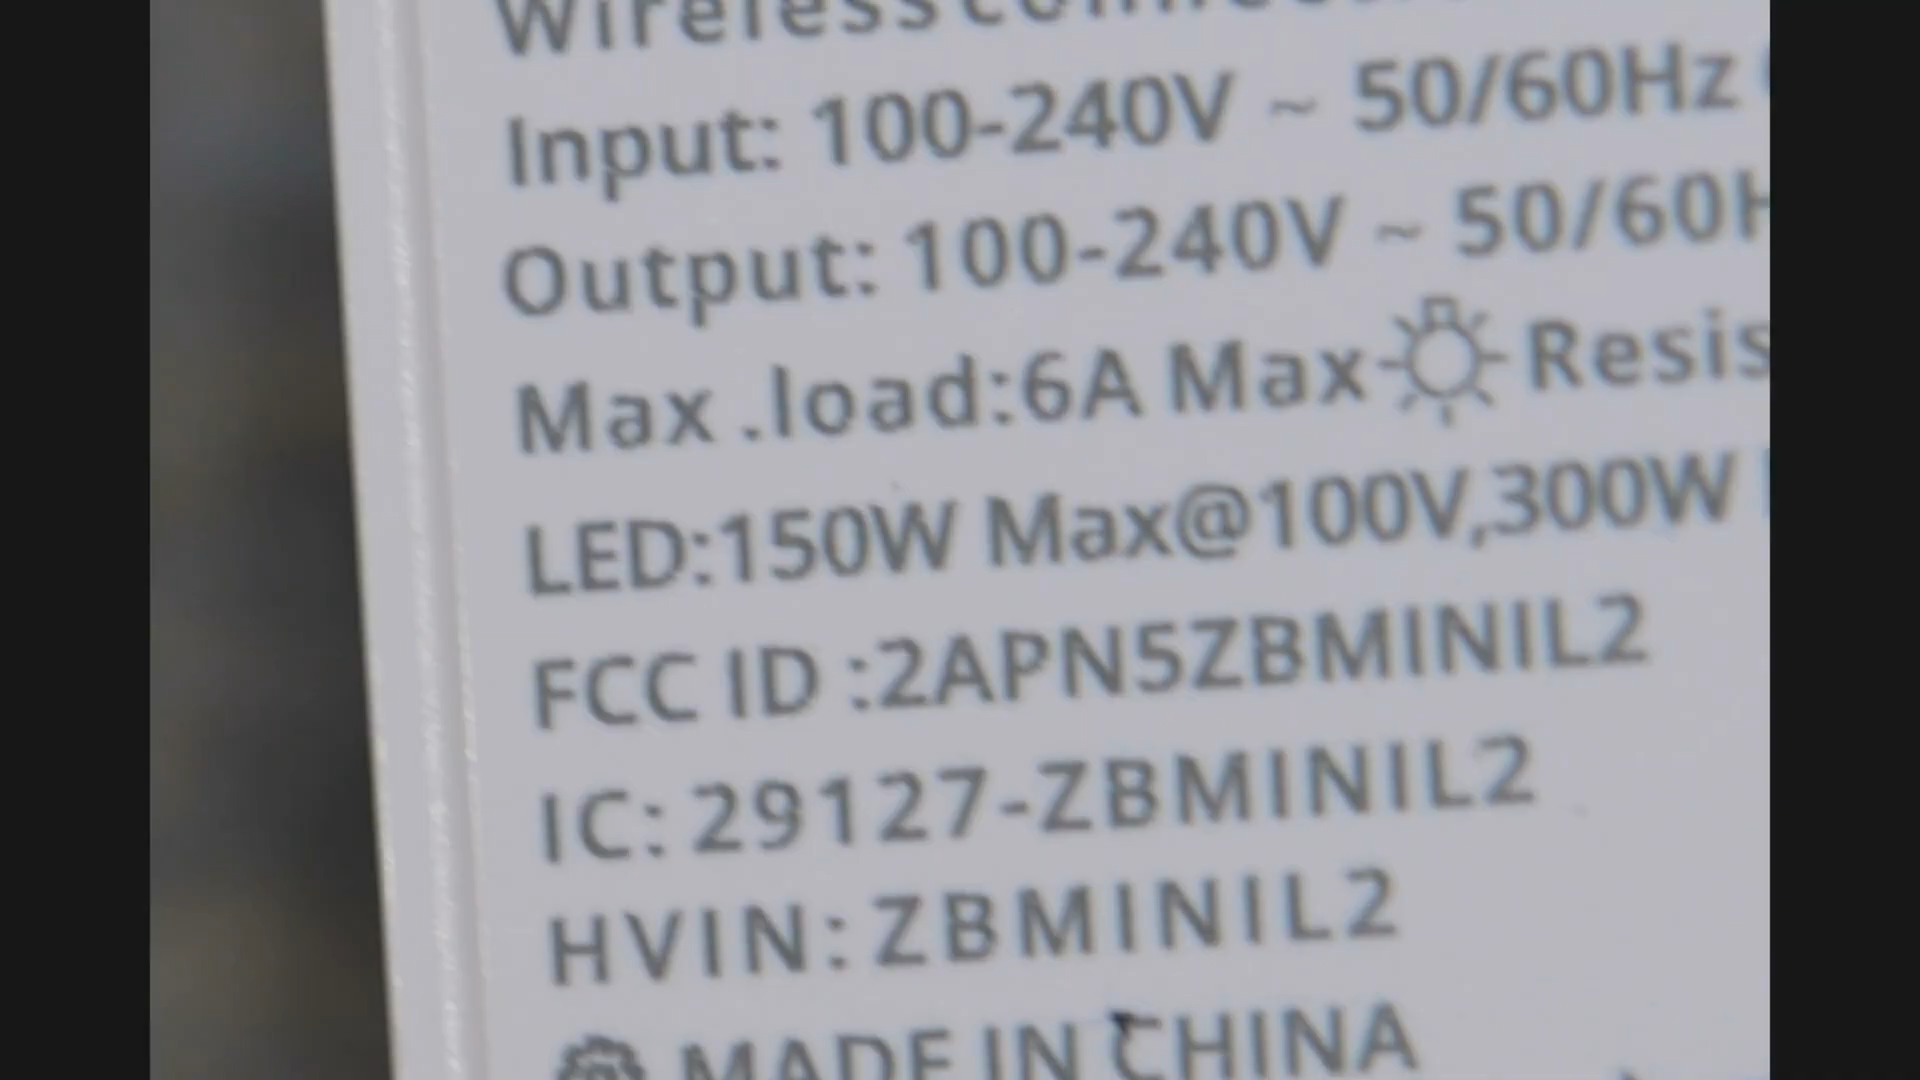 Wireless
Input: 100-240V ~ 50/60Hz
Output: 100-240V ~ 50/60H
Max .load:6A Max Resis
LED:150W Max@100V,300W
FCC ID :2APN5ZBMINIL2
IC: 29127-ZBMINIL2
HVIN: ZBMINIL2
MADE IN CHINA